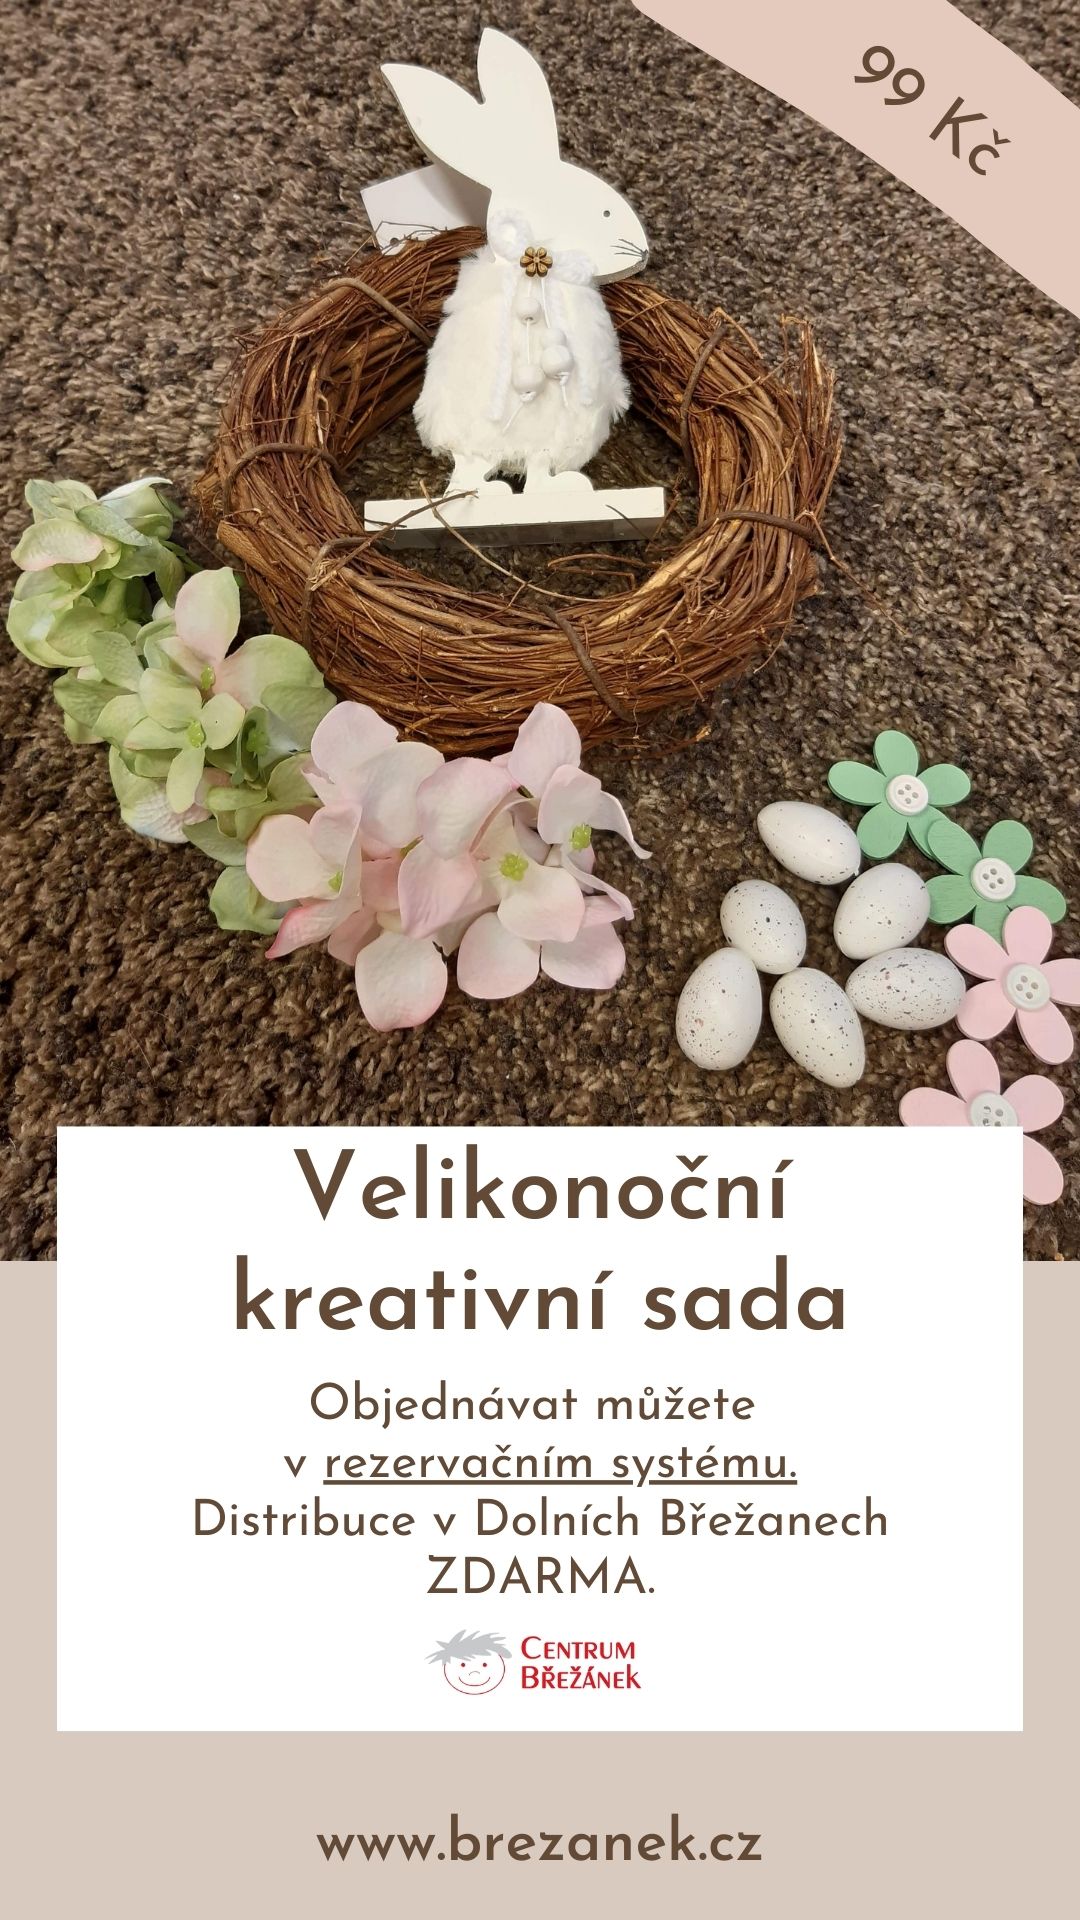 99 Kč
Velikonoční
kreativní sada
Objednávat můžete
v rezervačním systému.
Distribuce v Dolních Břežanech
ZDARMA.
CENTRUM
BŘEŽÁNEK
www.brezanek.cz